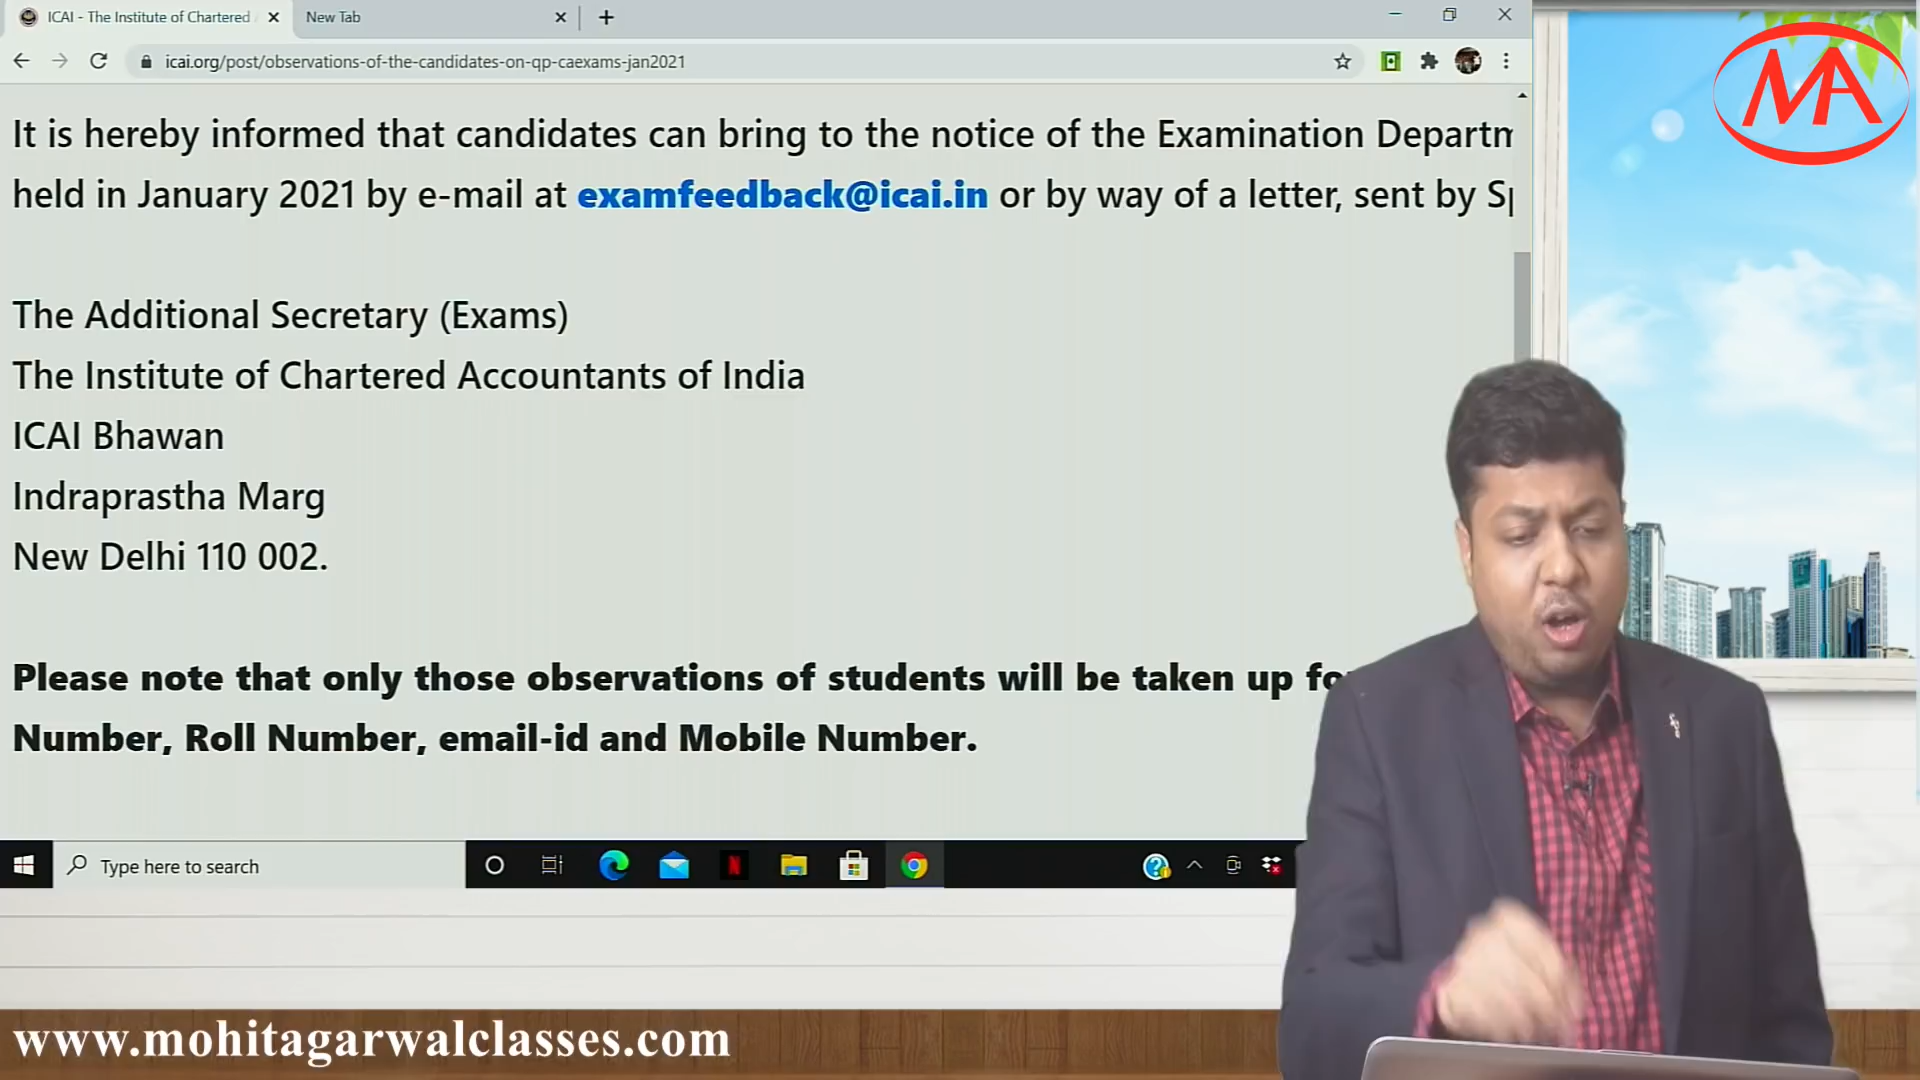 ICAI - The Institute of Chartered
New Tab
icai.org/post/observations-of-the-candidates-on-qp-caexams-jan2021
MA
It is hereby informed that candidates can bring to the notice of the Examination Departm
held in January 2021 by e-mail at examfeedback@icai.in or by way of a letter, sent by Sp
The Additional Secretary (Exams)
The Institute of Chartered Accountants of India
ICAI Bhawan
Indraprastha Marg
New Delhi 110 002.
Please note that only those observations of students will be taken up fo
Number, Roll Number, email-id and Mobile Number.
Type here to search
www.mohitagarwalclasses.com